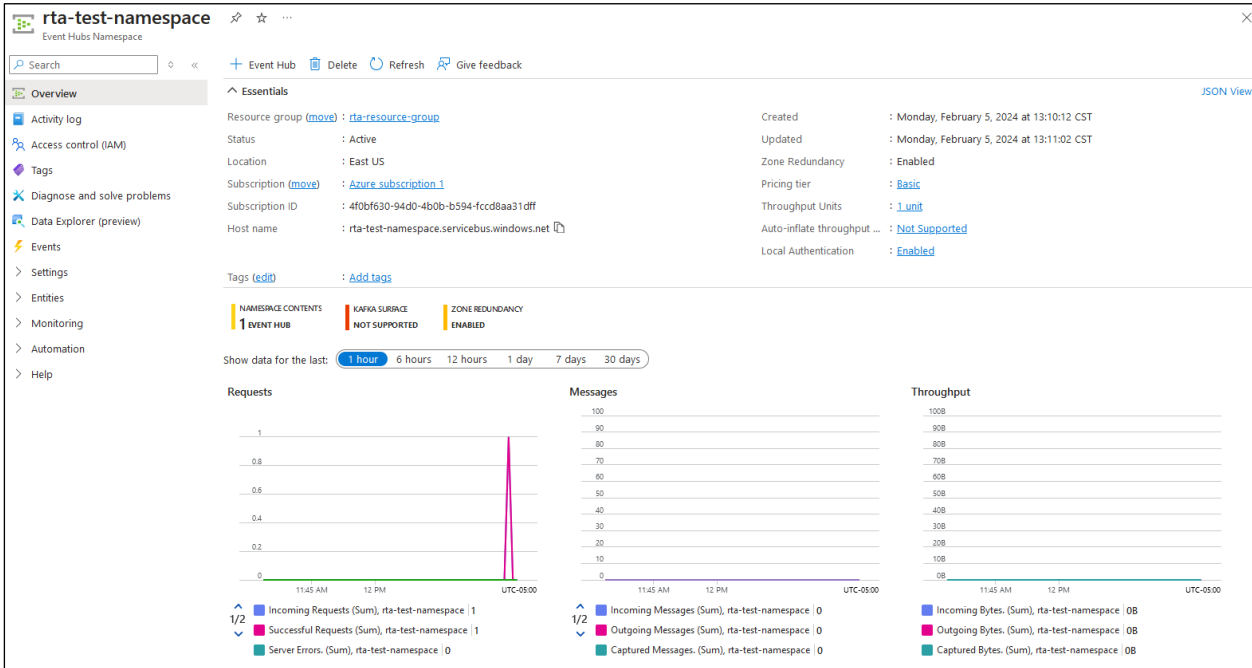 rta-test-namespace ...
Event Hubs Namespace
Search
Overview
Activity log
Access control (IAM)
Tags
Diagnose and solve problems
Data Explorer (preview)
Events
Settings
Entities
Monitoring
Automation
Help
+ Event Hub Delete Refresh Give feedback
Essentials JSON View
Resource group (move) : rta-resource-group
Status : Active
Location : East US
Subscription (move) : Azure subscription 1
Subscription ID : 4f0bf630-94d0-4b0b-b594-fccd8aa31dff
Host name : rta-test-namespace.servicebus.windows.net
Tags (edit) : Add tags
Created : Monday, February 5, 2024 at 13:10:12 CST
Updated : Monday, February 5, 2024 at 13:11:02 CST
Zone Redundancy : Enabled
Pricing tier : Basic
Throughput Units : 1 unit
Auto-inflate throughput ... : Not Supported
Local Authentication : Enabled
NAMESPACE CONTENTS
1 EVENT HUB
KAFKA SURFACE
NOT SUPPORTED
ZONE REDUNDANCY
ENABLED
Show data for the last: 1 hour 6 hours 12 hours 1 day 7 days 30 days
Requests
1
0.8
0.6
0.4
0.2
0
11:45 AM 12 PM UTC-05:00
1/2
Incoming Requests (Sum), rta-test-namespace | 1
Successful Requests (Sum), rta-test-namespace | 1
Server Errors. (Sum), rta-test-namespace | 0
Messages
100
90
80
70
60
50
40
30
20
10
0
11:45 AM 12 PM UTC-05:00
1/2
Incoming Messages (Sum), rta-test-namespace | 0
Outgoing Messages (Sum), rta-test-namespace | 0
Captured Messages. (Sum), rta-test-namespace | 0
Throughput
100B
90B
80B
70B
60B
50B
40B
30B
20B
10B
0B
11:45 AM 12 PM UTC-05:00
Incoming Bytes. (Sum), rta-test-namespace | 0B
Outgoing Bytes. (Sum), rta-test-namespace | 0B
Captured Bytes. (Sum), rta-test-namespace | 0B